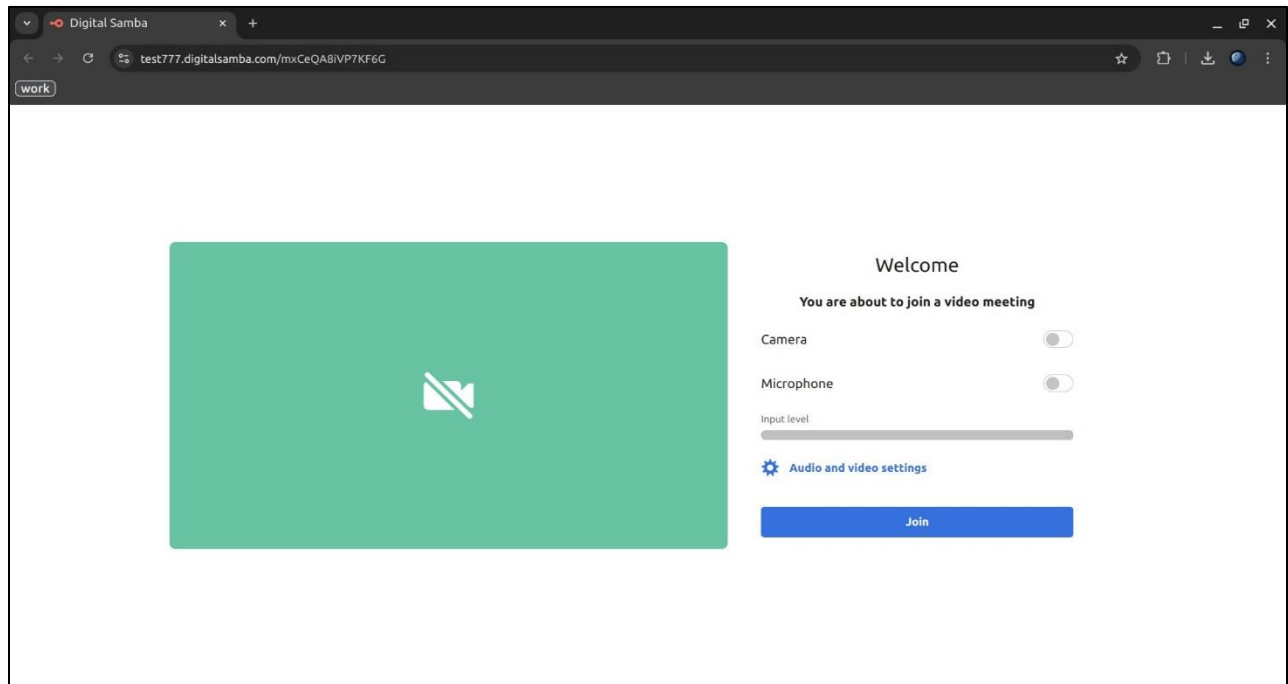 Digital Samba
test777.digitalsamba.com/mxCeQA8iVP7KF6G
work
Welcome
You are about to join a video meeting
Camera
Microphone
Input level
Audio and video settings
Join